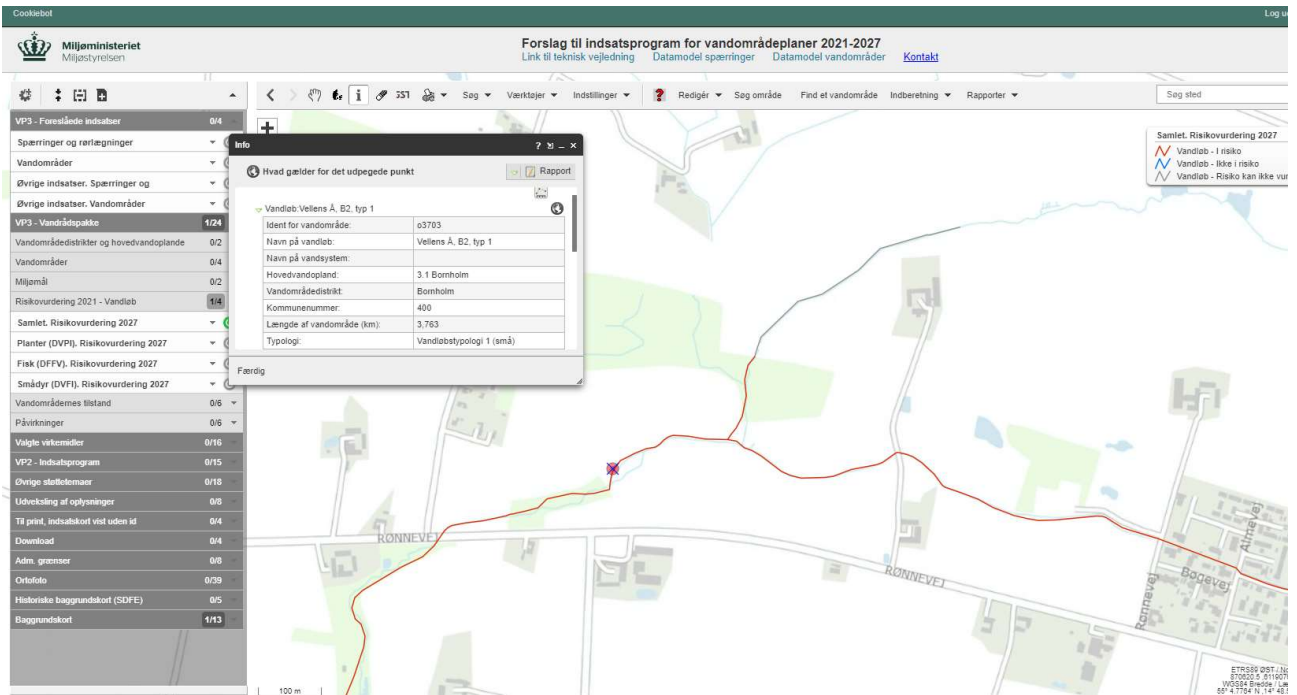 Cookiebot
Log u
Miljøministeriet
Miljøstyrelsen
Forslag til indsatsprogram for vandområdeplaner 2021-2027
Link til teknisk vejledning Datamodel spærringer Datamodel vandområder Kontakt
Søg Værktøjer Indstillinger Redigér Søg område Find et vandområde Indberetning Rapporter
Søg sted
VP3 - Foreslåede indsatser 0/4
Spærringer og rørlægninger
Vandområder
Øvrige indsatser. Spærringer og
Øvrige indsatser. Vandområder
VP3 - Vandrådspakke 1/24
Vandområdedistrikter og hovedvandoplande 0/2
Vandområder 0/4
Miljømål 0/2
Risikovurdering 2021 - Vandløb 1/4
Samlet. Risikovurdering 2027
Planter (DVPI). Risikovurdering 2027
Fisk (DFFV). Risikovurdering 2027
Smådyr (DVFI). Risikovurdering 2027
Vandområdernes tilstand 0/6
Påvirkninger 0/6
Valgte virkemidler 0/16
VP2 - Indsatsprogram 0/15
Øvrige støttetemaer 0/18
Udveksling af oplysninger 0/8
Til print, indsatskort vist uden id 0/4
Download 0/4
Adm. grænser 0/8
Ortofoto 0/39
Historiske baggrundskort (SDFE) 0/5
Baggrundskort 1/13
Info
Hvad gælder for det udpegede punkt
Rapport
Vandløb:Vellens Å, B2, typ 1
Ident for vandområde: o3703
Navn på vandløb: Vellens Å, B2, typ 1
Navn på vandsystem:
Hovedvandopland: 3.1 Bornholm
Vandområdedistrikt: Bornholm
Kommunenummer: 400
Længde af vandområde (km): 3,763
Typologi: Vandløbstypologi 1 (små)
Færdig
Samlet. Risikovurdering 2027
Vandløb - I risiko
Vandløb - Ikke i risiko
Vandløb - Risiko kan ikke vur
RØNNEVEJ
RØNNEVEJ
Rønnevej
Bøgevej
Almevej
100 m